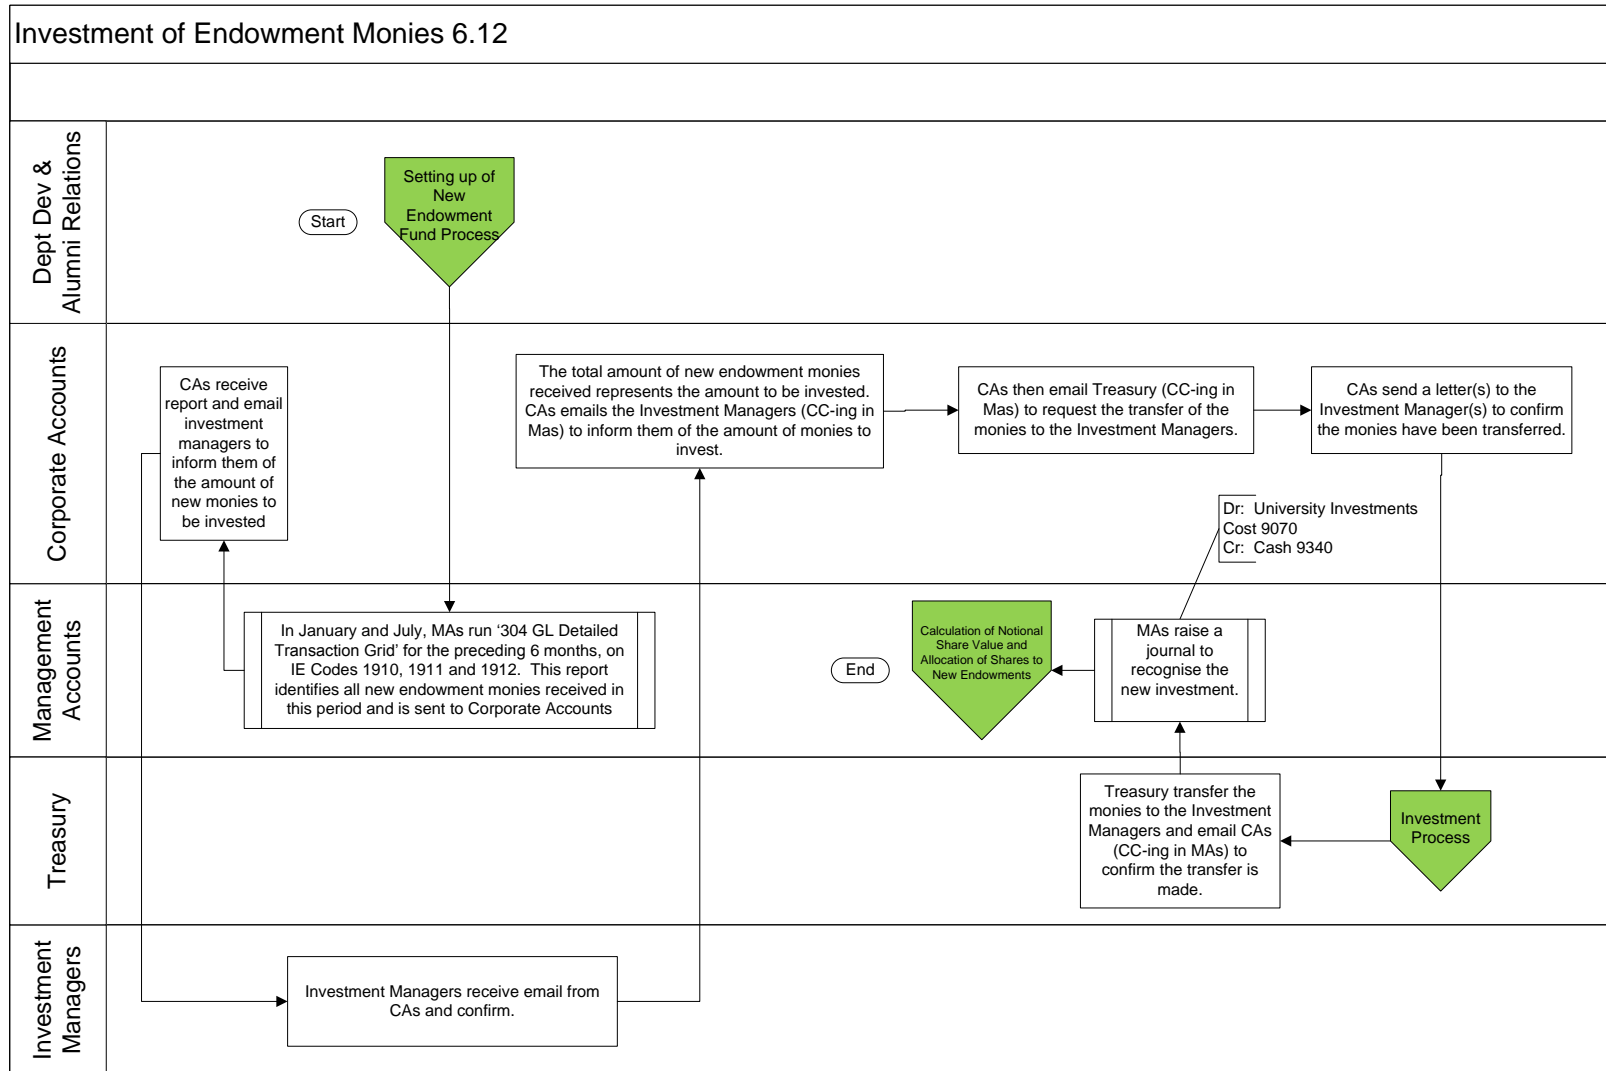 Investment of Endowment Monies 6.12
Dept Dev &
Alumni Relations
Start
Setting up of
New
Endowment
Fund Process
Corporate Accounts
CAs receive
report and email
investment
managers to
inform them of
the amount of
new monies to
be invested
The total amount of new endowment monies
received represents the amount to be invested.
CAs emails the Investment Managers (CC-ing in
Mas) to inform them of the amount of monies to
invest.
CAs then email Treasury (CC-ing in
Mas) to request the transfer of the
monies to the Investment Managers.
CAs send a letter(s) to the
Investment Manager(s) to confirm
the monies have been transferred.
Dr:  University Investments
Cost 9070
Cr:  Cash 9340
Management
Accounts
In January and July, MAs run ‘304 GL Detailed
Transaction Grid’ for the preceding 6 months, on
IE Codes 1910, 1911 and 1912.  This report
identifies all new endowment monies received in
this period and is sent to Corporate Accounts
End
Calculation of Notional
Share Value and
Allocation of Shares to
New Endowments
MAs raise a
journal to
recognise the
new investment.
Treasury
Treasury transfer the
monies to the Investment
Managers and email CAs
(CC-ing in MAs) to
confirm the transfer is
made.
Investment
Process
Investment
Managers
Investment Managers receive email from
CAs and confirm.